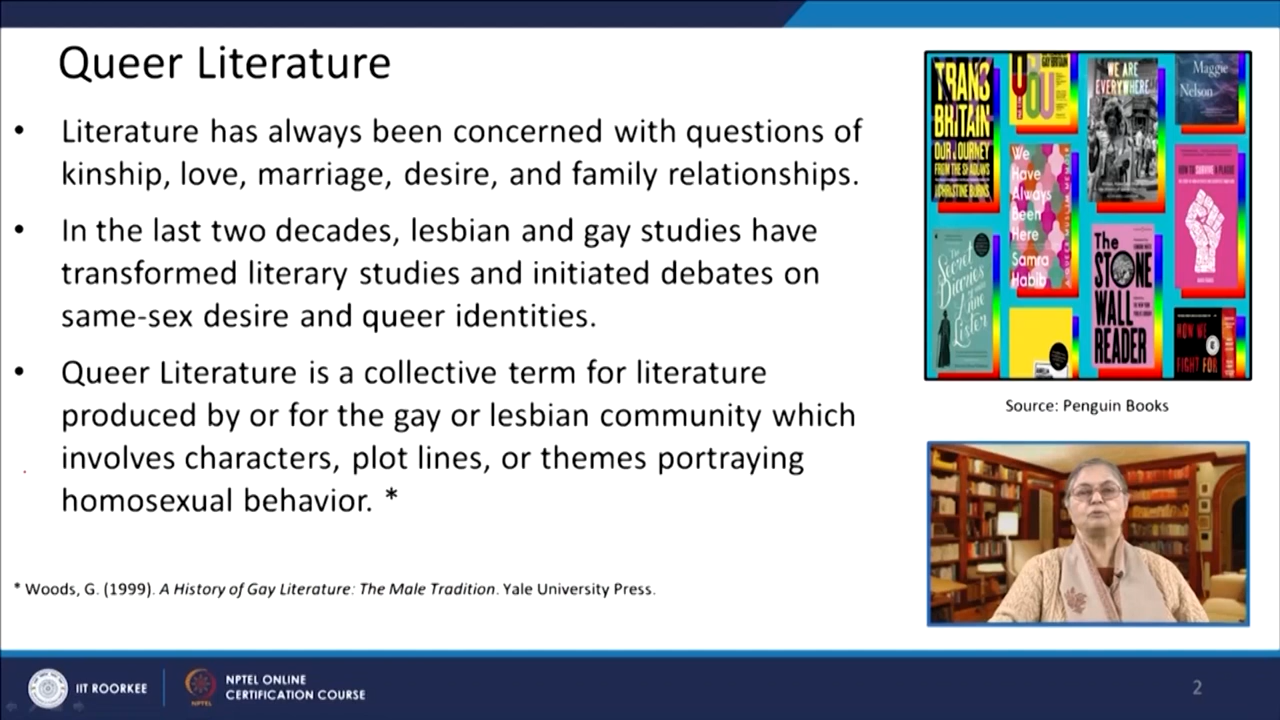 Queer Literature
• Literature has always been concerned with questions of
kinship, love, marriage, desire, and family relationships.
• In the last two decades, lesbian and gay studies have
transformed literary studies and initiated debates on
same-sex desire and queer identities.
• Queer Literature is a collective term for literature
produced by or for the gay or lesbian community which
involves characters, plot lines, or themes portraying
homosexual behavior. *
* Woods, G. (1999). A History of Gay Literature: The Male Tradition. Yale University Press.
TRANS
BRITAIN
OUR JOURNEY
FROM THE SHADOWS
CHRISTINE BURNS
GAY BRITAIN
WE ARE
EVERYWHERE
Maggie
Nelson
We
Have
Always
Been
Here
Samra
Habib
HOW TO SURVIVE A PLAGUE
The
Secret
Diaries
Anne
Lister
The
STONE
WALL
READER
HOW WE
FIGHT FOR
Source: Penguin Books
IIT ROORKEE
NPTEL
NPTEL ONLINE
CERTIFICATION COURSE
2